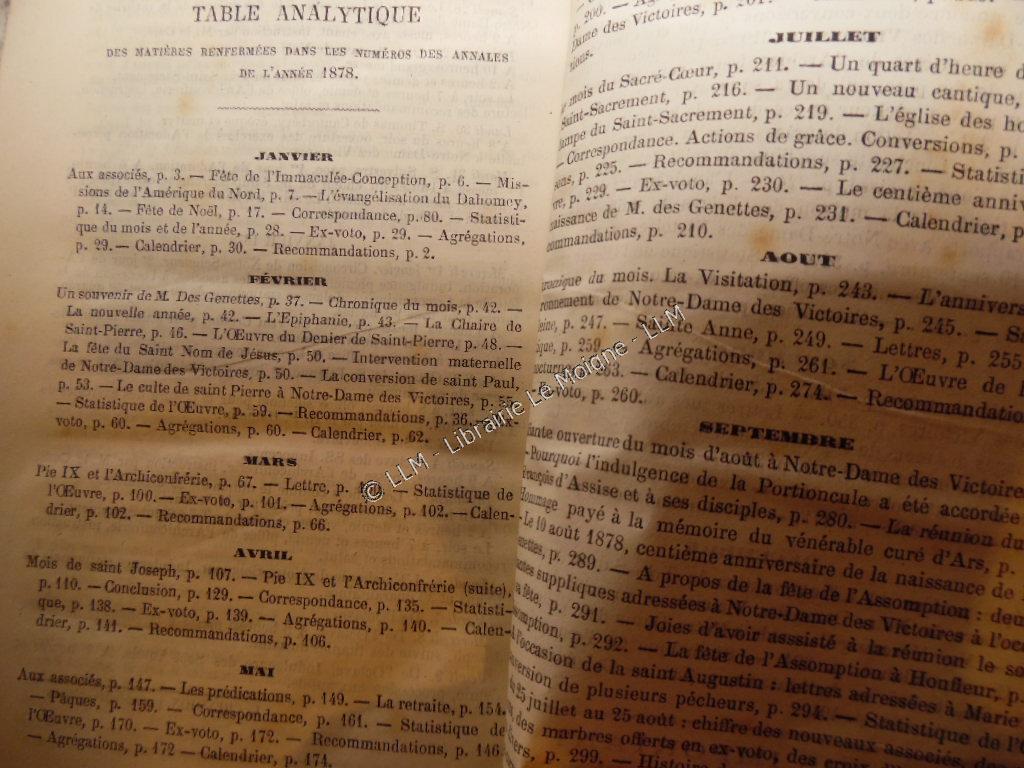 TABLE ANALYTIQUE
DES MATIÈRES RENFERMÉES DANS LES NUMÉROS DES ANNALES
DE L'ANNÉE 1878.
JANVIER
Aux associés, p. 3. — Fête de l'Immaculée-Conception, p. 6. — Mis-
sions de l'Amérique du Nord, p. 7. — L'évangélisation du Dahomey,
p. 14. — Fête de Noël, p. 17. — Correspondance, p. 80. — Statisti-
que du mois et de l'année, p. 28. — Ex-voto, p. 29. — Agrégations,
p. 29. — Calendrier, p. 30. — Recommandations, p. 2.
FÉVRIER
Un souvenir de M. Des Genettes, p. 37. — Chronique du mois, p. 42. —
La nouvelle année, p. 42. — L'Epiphanie, p. 43. — La Chaire de
Saint-Pierre, p. 46. — L'Œuvre du Denier de Saint-Pierre, p. 48. —
La fête du Saint Nom de Jésus, p. 50. — Intervention maternelle
de Notre-Dame des Victoires, p. 50. — La conversion de saint Paul,
p. 53. — Le culte de saint Pierre à Notre-Dame des Victoires, p. 55.
— Statistique de l'Œuvre, p. 59. — Recommandations, p. 36. — Ex-
voto, p. 60. — Agrégations, p. 60. — Calendrier, p. 62.
MARS
Pie IX et l'Archiconfrérie, p. 67. — Lettre, p. — Statistique de
l'Œuvre, p. 100. — Ex-voto, p. 101. — Agrégations, p. 102. — Calen-
drier, p. 102. — Recommandations, p. 66.
AVRIL
Mois de saint Joseph, p. 107. — Pie IX et l'Archiconfrérie (suite),
p. 110. — Conclusion, p. 129. — Correspondance, p. 135. — Statisti-
que, p. 138. — Ex-voto, p. 139. — Agrégations, p. 140. — Calen-
drier, p. 141. — Recommandations, p. 106.
MAI
Aux associés, p. 147. — Les prédications, p. 149. — La retraite, p. 154.
— Pâques, p. 159. — Correspondance, p. 161. — Statistique de
l'Œuvre, p. 170. — Ex-voto, p. 172. — Recommandations, p. 146
— Agrégations, p. 172 — Calendrier, p. 174.
p. 200.
Dame des Victoires, p.
JUILLET
mois du Sacré-Cœur, p. 211. — Un quart d'heure
Saint-Sacrement, p. 216. — Un nouveau cantique,
lampe du Saint-Sacrement, p. 219. — L'église des
— Correspondance. Actions de grâce. Conversions, p.
p. 225. — Recommandations, p. 227. —
p. 229. — Ex-voto, p. 230. — Le centième
naissance de M. des Genettes, p. 231. — Calendrier, p.
p. 210.
AOUT
du mois. La Visitation, p. 243. —
de Notre-Dame des Victoires, p. 245. —
p. 247. — Sainte Anne, p. 249. — Lettres, p. 255
p. 259. — Agrégations, p. 261. — L'Œuvre de
— Calendrier, p. 274. —
p. 260.
SEPTEMBRE
ouverture du mois d'août à Notre-Dame des
— Pourquoi l'indulgence de la Portioncule a été accordée
François d'Assise et à ses disciples, p. 280. — La réunion du
Hommage payé à la mémoire du vénérable curé d'Ars, p.
— Le 10 août 1878, centième anniversaire de la naissance de
p. 289. — A propos de la fête de l'Assomption :
suppliques adressées à Notre-Dame des Victoires à
fête, p. 291. — Joies d'avoir asssisté à la réunion le
p. 292. — La fête de l'Assomption à Honfleur, p.
l'occasion de la saint Augustin : lettres adressées à Marie
de plusieurs pécheurs, p. 294. — Statistique de
25 juillet au 25 août : chiffre des nouveaux associés,
des marbres offerts en ex-voto,
p. 299. — Histoire
© LLM - Librairie Le Moigne - LLM